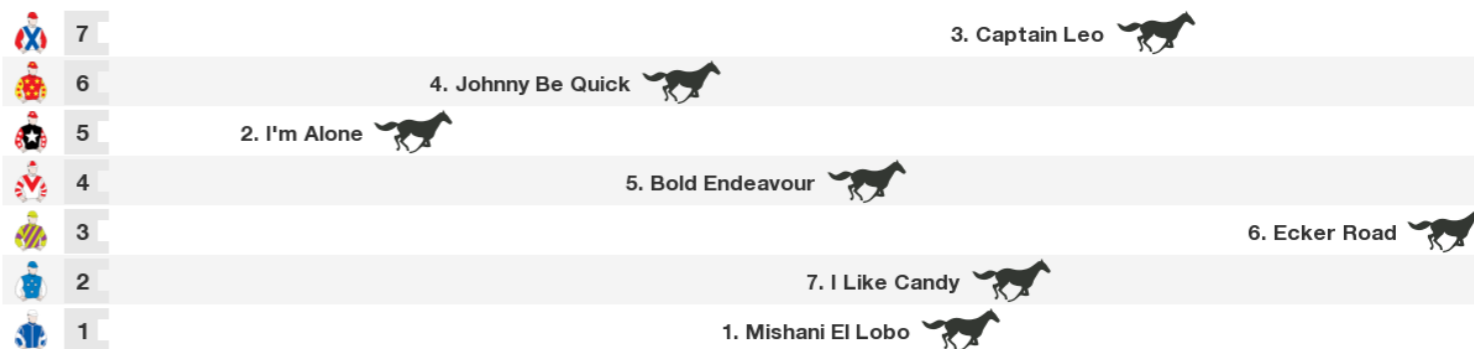 7 3. Captain Leo
6 4. Johnny Be Quick
5 2. I'm Alone
4 5. Bold Endeavour
3 6. Ecker Road
2 7. I Like Candy
1 1. Mishani El Lobo